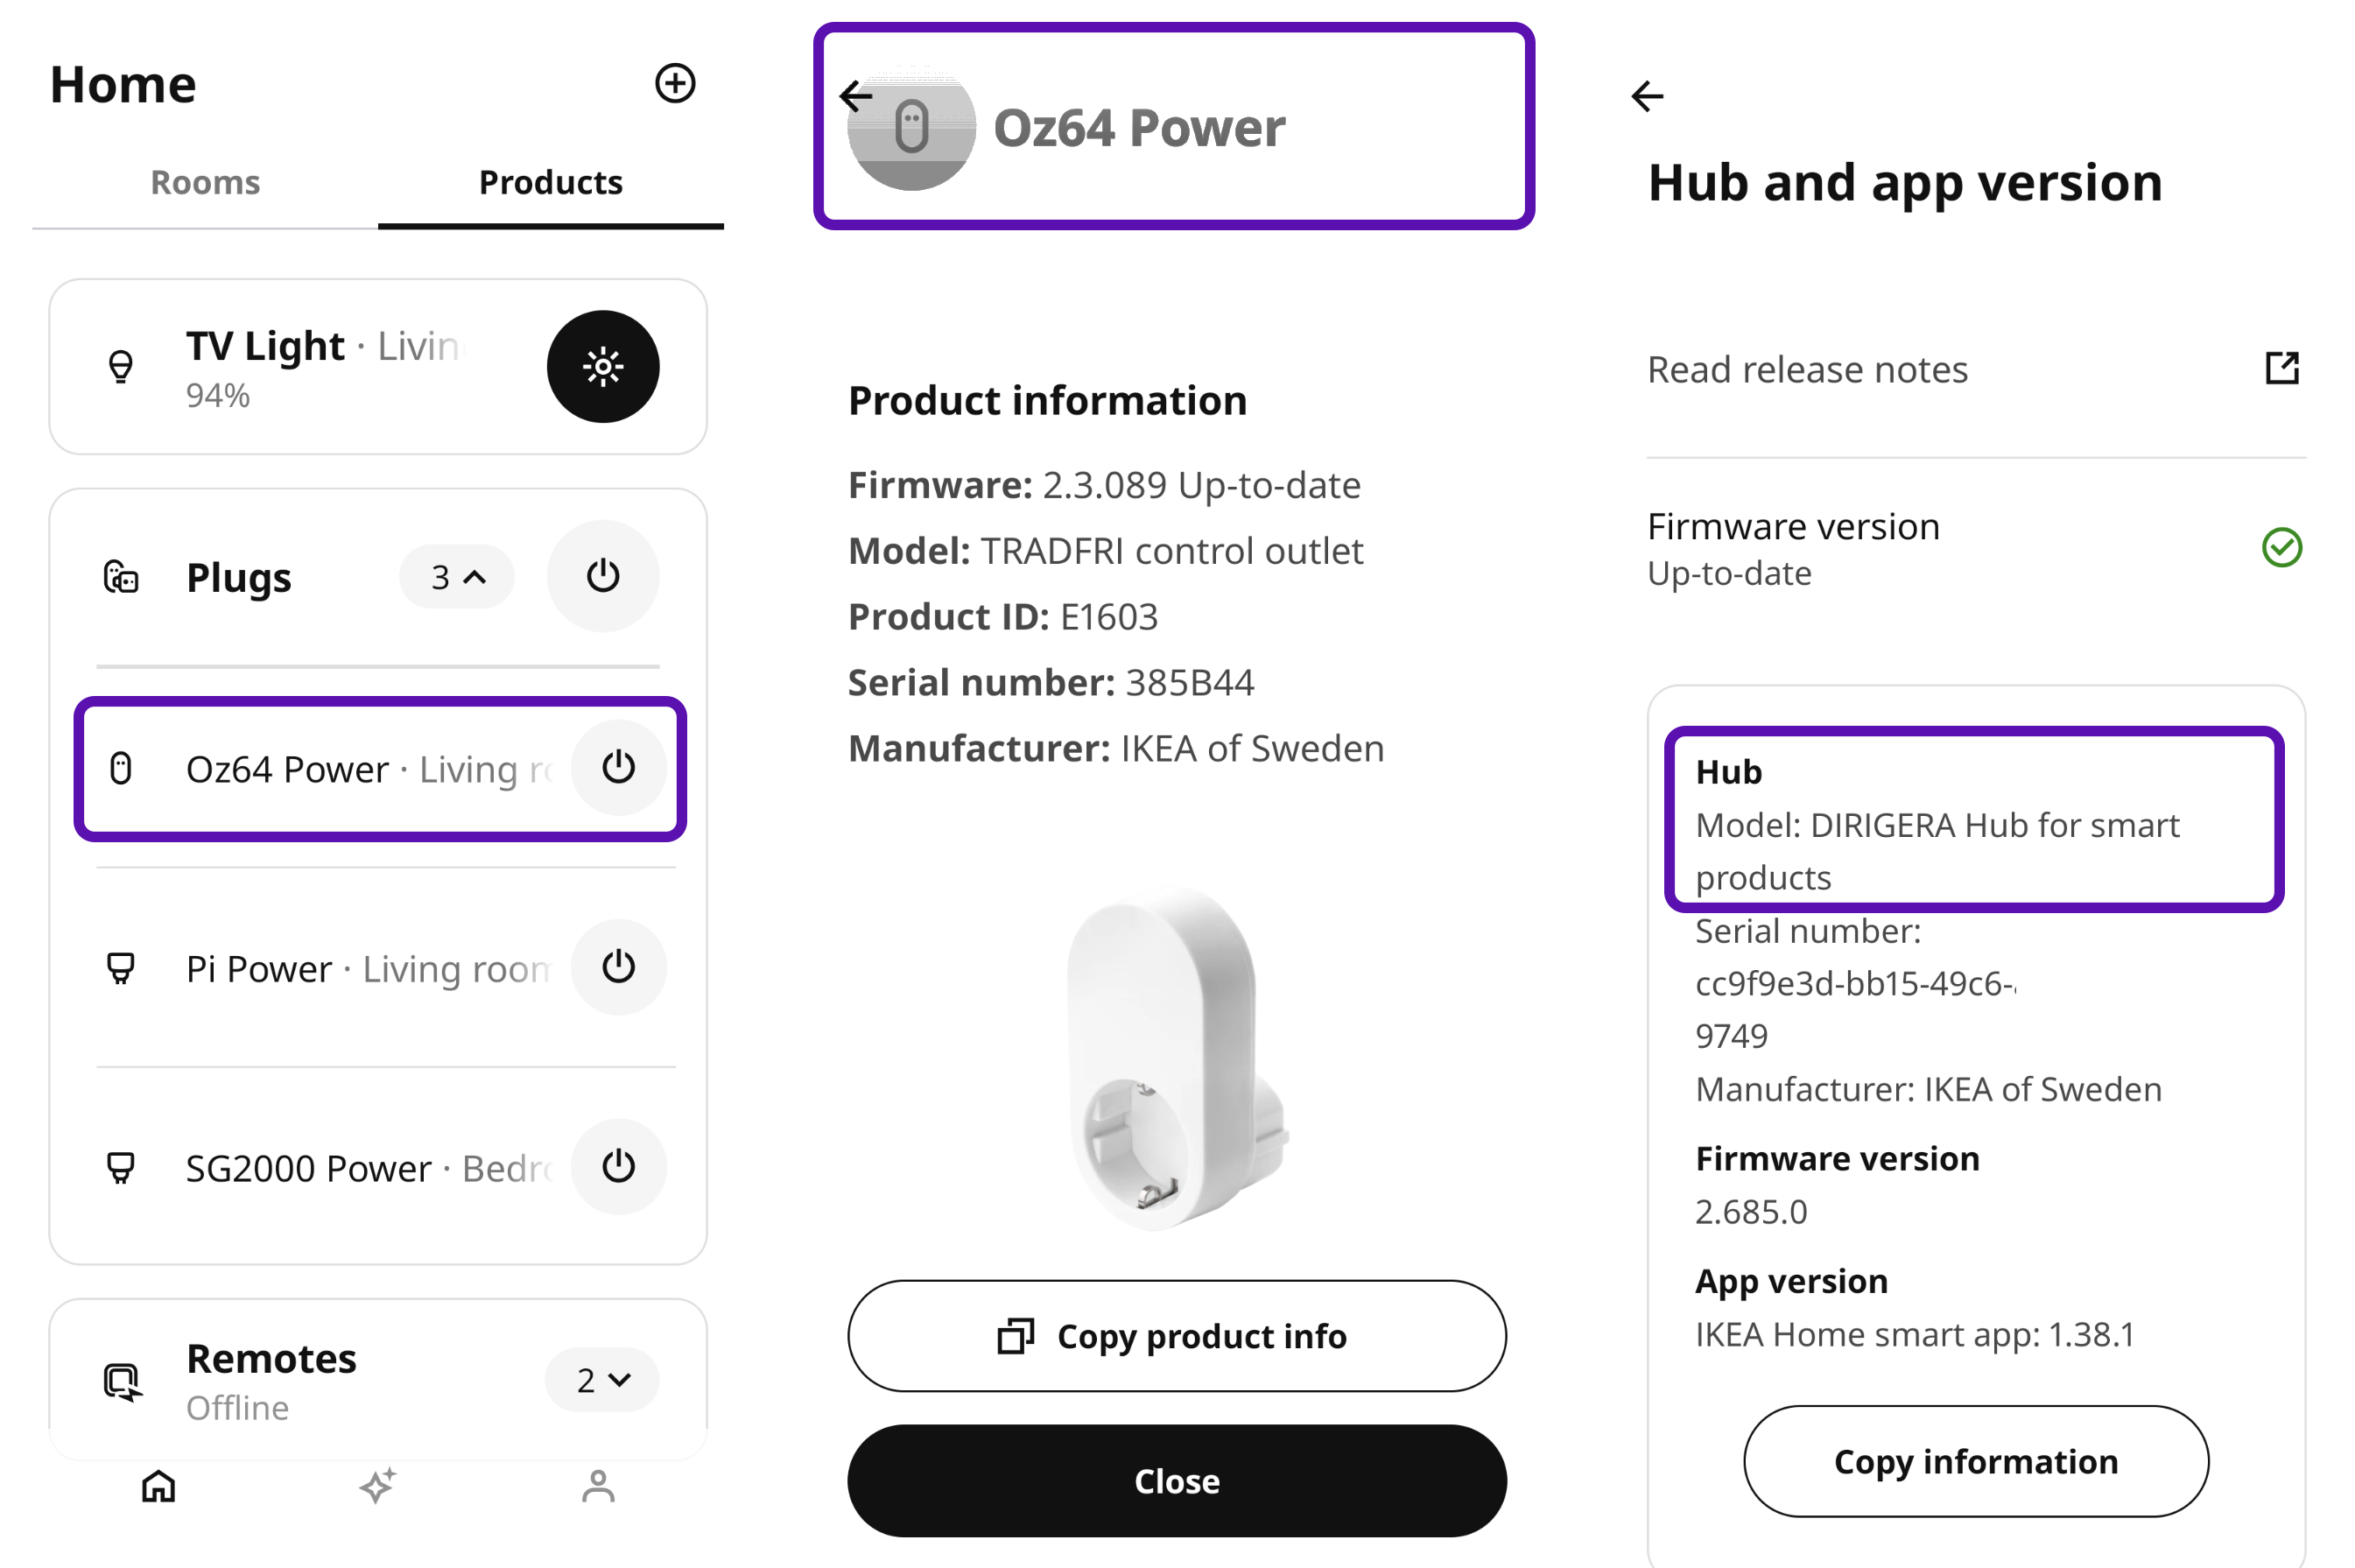 Home
Rooms
Products
TV Light · Livin
94%
Plugs
3
Oz64 Power · Living
Pi Power · Living room
SG2000 Power · Bedro
Remotes
2
Offline
Oz64 Power
Product information
Firmware: 2.3.089 Up-to-date
Model: TRADFRI control outlet
Product ID: E1603
Serial number: 385B44
Manufacturer: IKEA of Sweden
Copy product info
Close
Hub and app version
Read release notes
Firmware version
Up-to-date
Hub
Model: DIRIGERA Hub for smart
products
Serial number:
cc9f9e3d-bb15-49c6-
9749
Manufacturer: IKEA of Sweden
Firmware version
2.685.0
App version
IKEA Home smart app: 1.38.1
Copy information